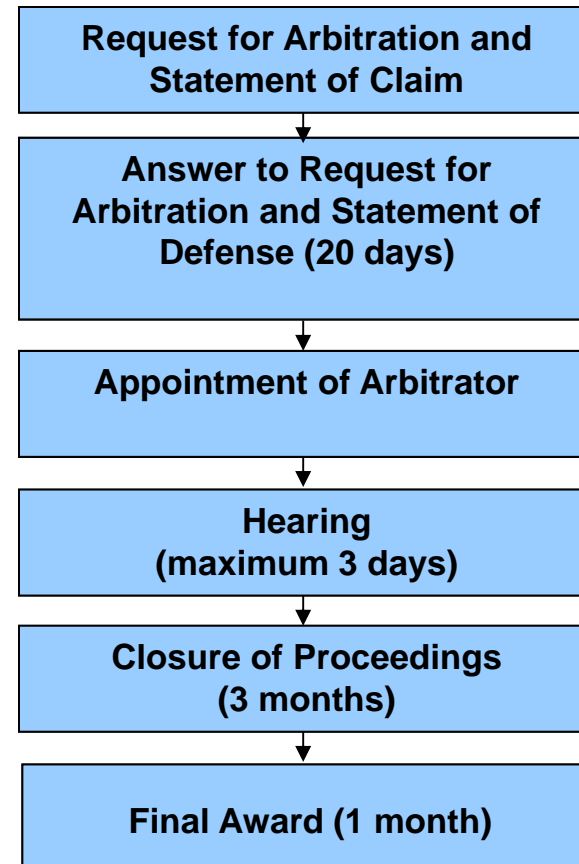 Request for Arbitration and
Statement of Claim
Answer to Request for
Arbitration and Statement of
Defense (20 days)
Appointment of Arbitrator
Hearing
(maximum 3 days)
Closure of Proceedings
(3 months)
Final Award (1 month)